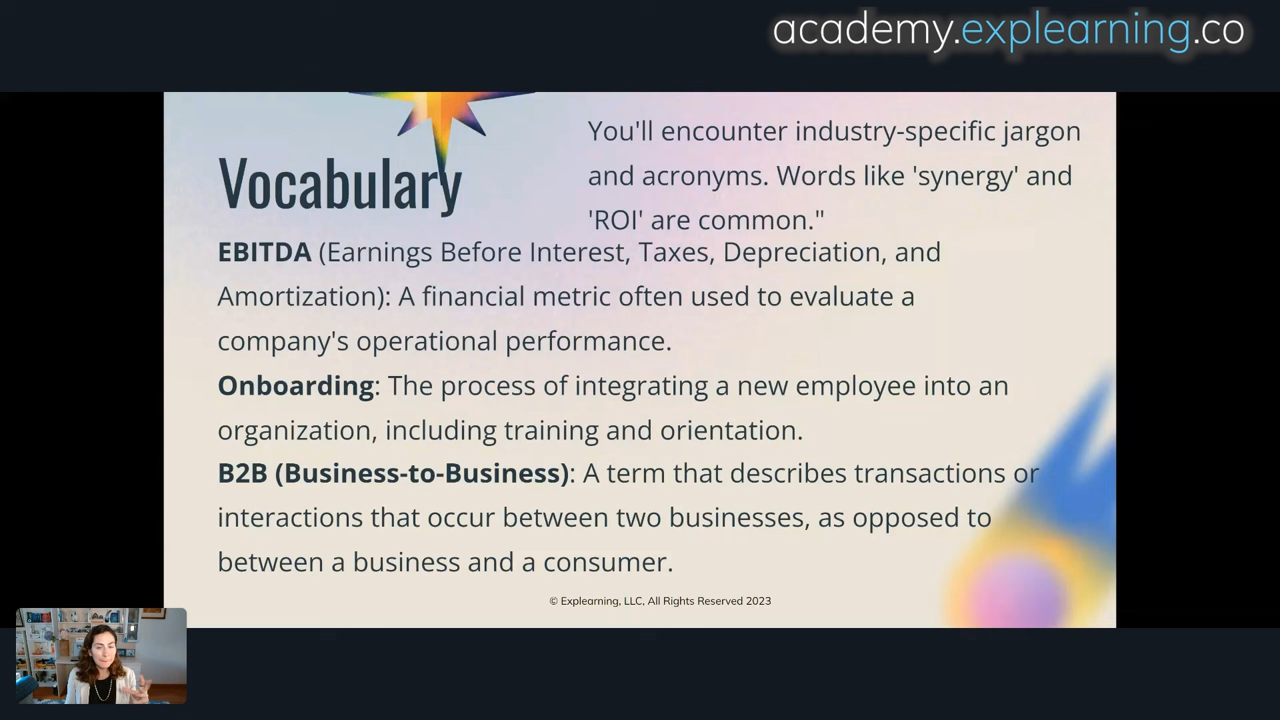 academy.explearning.co
Vocabulary
You'll encounter industry-specific jargon
and acronyms. Words like 'synergy' and
'ROI' are common."
EBITDA (Earnings Before Interest, Taxes, Depreciation, and
Amortization): A financial metric often used to evaluate a
company's operational performance.
Onboarding: The process of integrating a new employee into an
organization, including training and orientation.
B2B (Business-to-Business): A term that describes transactions or
interactions that occur between two businesses, as opposed to
between a business and a consumer.
© Explearning, LLC, All Rights Reserved 2023